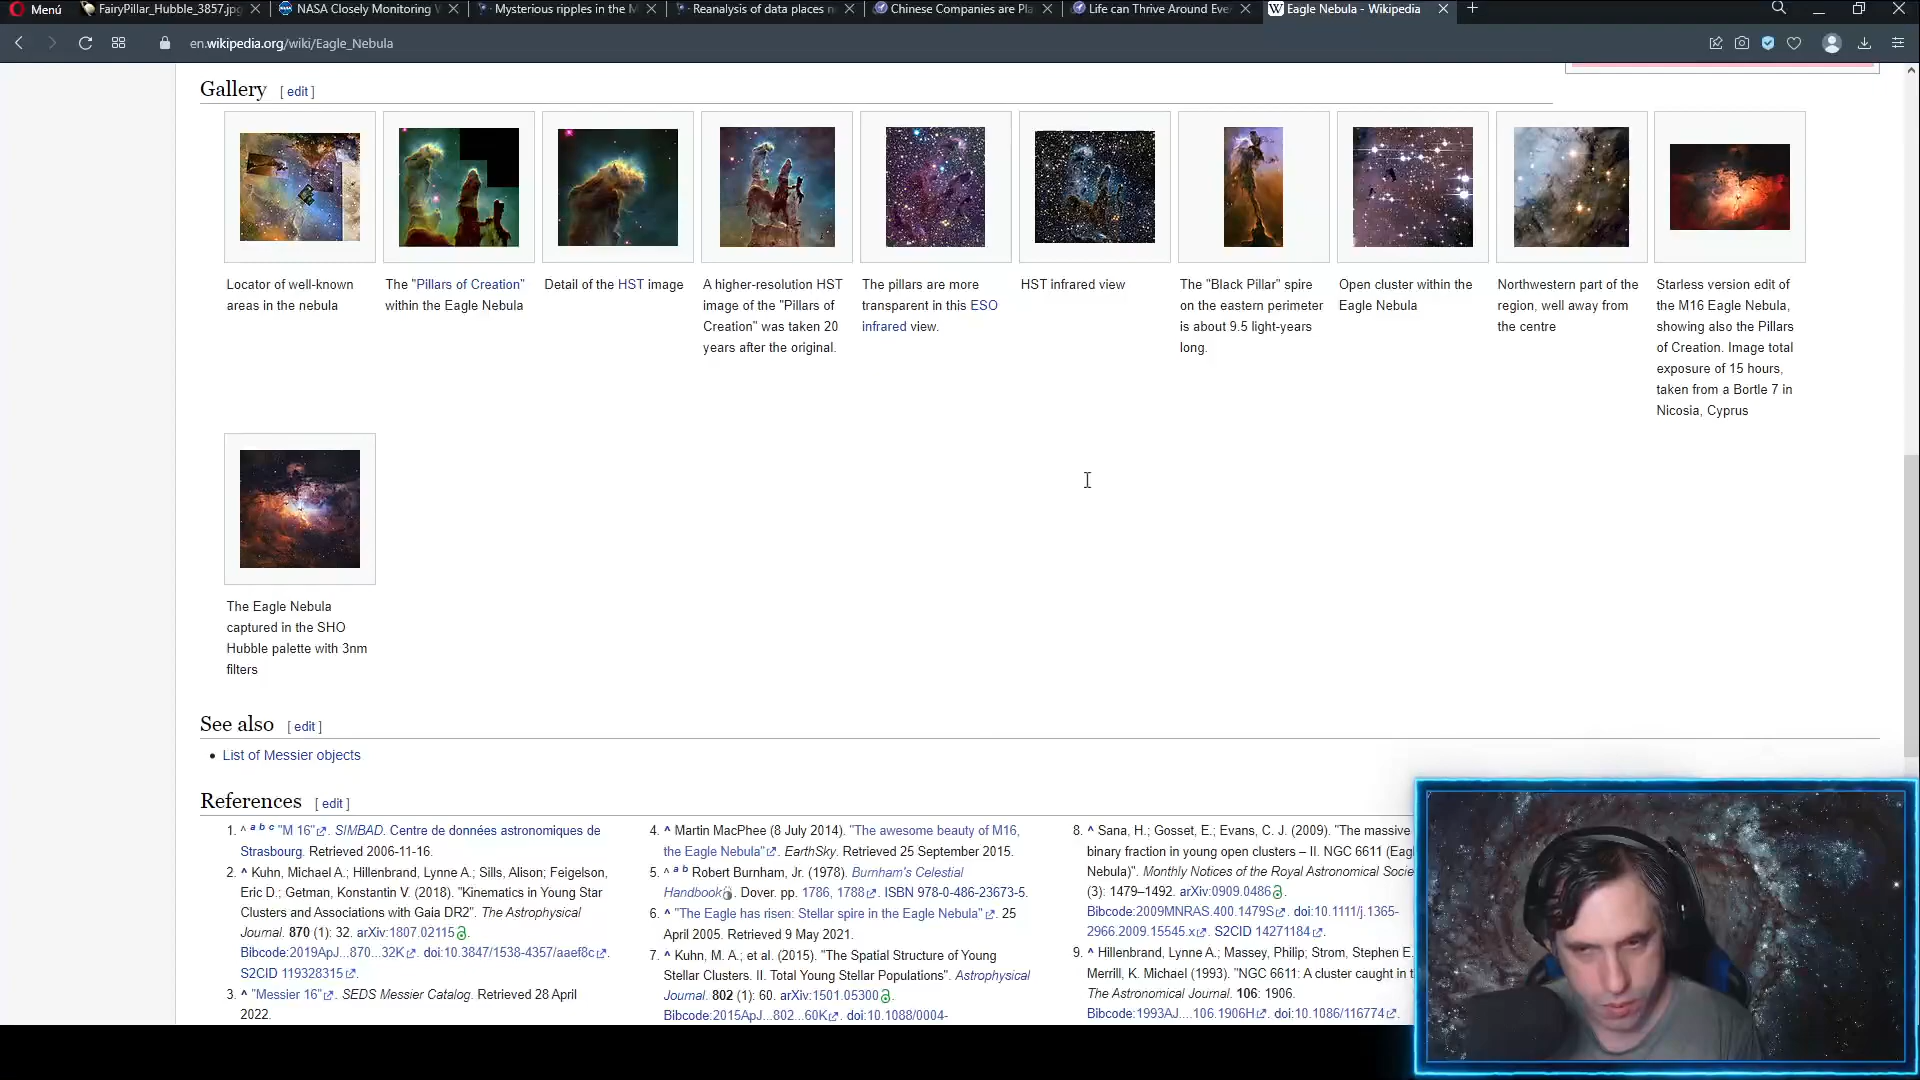 Menú
FairyPillar_Hubble_3857.jpg
NASA Closely Monitoring
Mysterious ripples in the
Reanalysis of data places
Chinese Companies are Pla
Life can Thrive Around Eve
Eagle Nebula - Wikipedia
en.wikipedia.org/wiki/Eagle_Nebula
Gallery [ edit ]
Locator of well-known
areas in the nebula
The "Pillars of Creation"
within the Eagle Nebula
Detail of the HST image
A higher-resolution HST
image of the "Pillars of
Creation" was taken 20
years after the original.
The pillars are more
transparent in this ESO
infrared view.
HST infrared view
The "Black Pillar" spire
on the eastern perimeter
is about 9.5 light-years
long.
Open cluster within the
Eagle Nebula
Northwestern part of the
region, well away from
the centre
Starless version edit of
the M16 Eagle Nebula,
showing also the Pillars
of Creation. Image total
exposure of 15 hours,
taken from a Bortle 7 in
Nicosia, Cyprus
The Eagle Nebula
captured in the SHO
Hubble palette with 3nm
filters
See also [ edit ]
• List of Messier objects
References [ edit ]
1. ^ a b c "M 16". SIMBAD. Centre de données astronomiques de
Strasbourg. Retrieved 2006-11-16.
2. ^ Kuhn, Michael A.; Hillenbrand, Lynne A.; Sills, Alison; Feigelson,
Eric D.; Getman, Konstantin V. (2018). "Kinematics in Young Star
Clusters and Associations with Gaia DR2". The Astrophysical
Journal. 870 (1): 32. arXiv:1807.02115.
Bibcode:2019ApJ...870...32K. doi:10.3847/1538-4357/aaef8c.
S2CID 119328315.
3. ^ "Messier 16". SEDS Messier Catalog. Retrieved 28 April
2022.
4. ^ Martin MacPhee (8 July 2014). "The awesome beauty of M16,
the Eagle Nebula". EarthSky. Retrieved 25 September 2015.
5. ^ a b Robert Burnham, Jr. (1978). Burnham's Celestial
Handbook. Dover. pp. 1786, 1788. ISBN 978-0-486-23673-5.
6. ^ "The Eagle has risen: Stellar spire in the Eagle Nebula". 25
April 2005. Retrieved 9 May 2021.
7. ^ Kuhn, M. A.; et al. (2015). "The Spatial Structure of Young
Stellar Clusters. II. Total Young Stellar Populations". Astrophysical
Journal. 802 (1): 60. arXiv:1501.05300.
Bibcode:2015ApJ...802...60K. doi:10.1088/0004-
8. ^ Sana, H.; Gosset, E.; Evans, C. J. (2009). "The massive
binary fraction in young open clusters – II. NGC 6611 (Eag
Nebula)". Monthly Notices of the Royal Astronomical Socie
(3): 1479–1492. arXiv:0909.0486.
Bibcode:2009MNRAS.400.1479S. doi:10.1111/j.1365-
2966.2009.15545.x. S2CID 14271184.
9. ^ Hillenbrand, Lynne A.; Massey, Philip; Strom, Stephen E.
Merrill, K. Michael (1993). "NGC 6611: A cluster caught in t
The Astronomical Journal. 106: 1906.
Bibcode:1993AJ....106.1906H. doi:10.1086/116774.